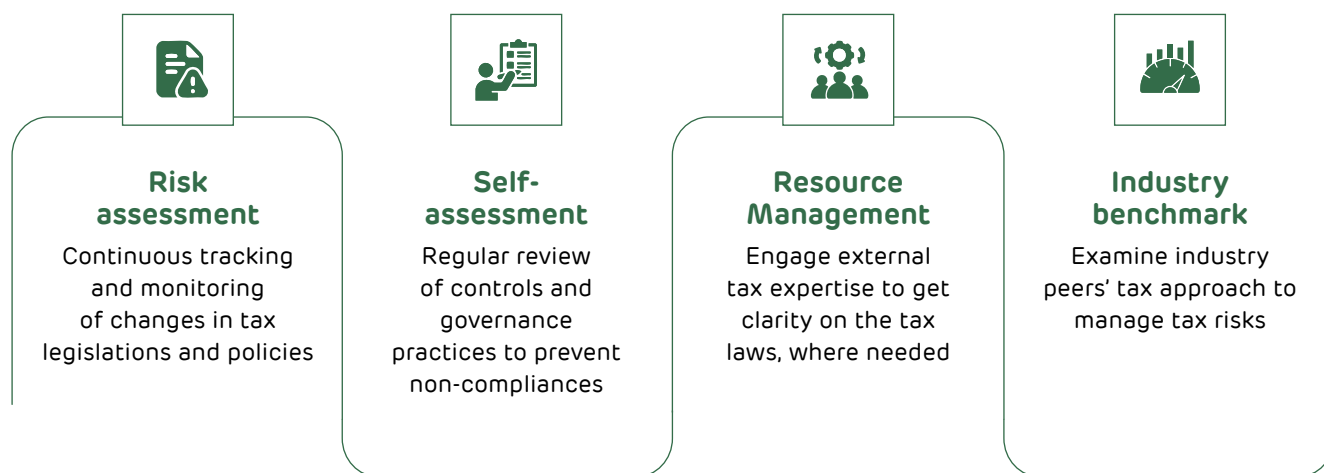 Risk
assessment
Continuous tracking
and monitoring
of changes in tax
legislations and policies
Self-
assessment
Regular review
of controls and
governance
practices to prevent
non-compliances
Resource
Management
Engage external
tax expertise to get
clarity on the tax
laws, where needed
Industry
benchmark
Examine industry
peers’ tax approach to
manage tax risks